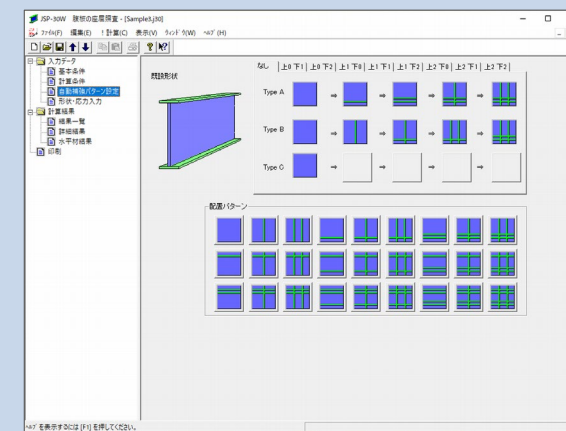 JSP-30W 腹板の座屈照査 - [Sample3.j30]
ファイル(F) 編集(E) !計算(C) 表示(V) ウィンドウ(W) ヘルプ(H)
入力データ
基本条件
計算条件
自動補強パターン設定
形状・応力入力
計算結果
結果一覧
詳細結果
水平材結果
印刷
既設形状
なし 上0下1 上0下2 上1下0 上1下1 上1下2 上2下1 上2下2
Type A
Type B
Type C
配置パターン
ヘルプを表示するには [F1] を押してください。